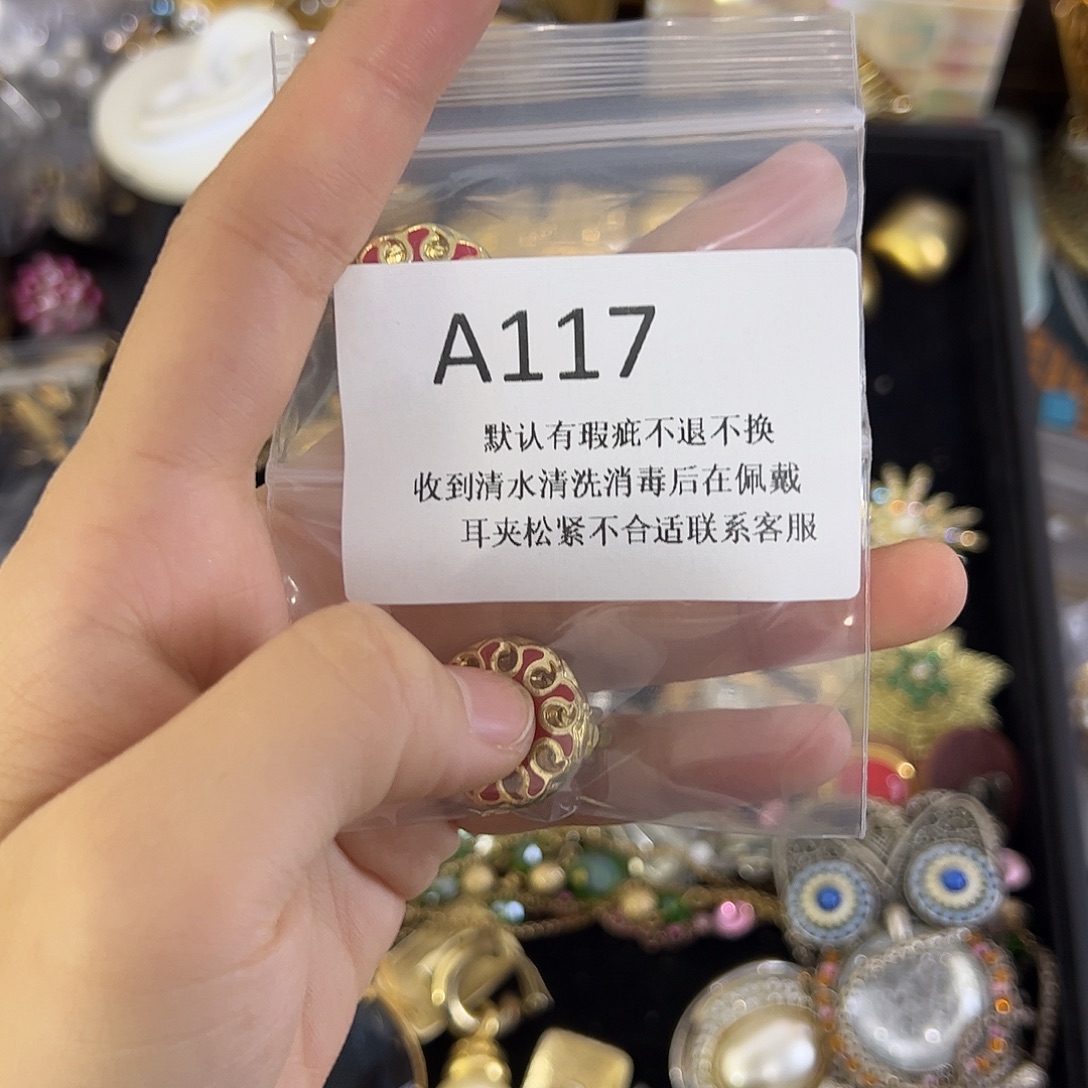 A117
默认有瑕疵不退不换
收到清水清洗消毒后在佩戴
耳夹松紧不合适联系客服